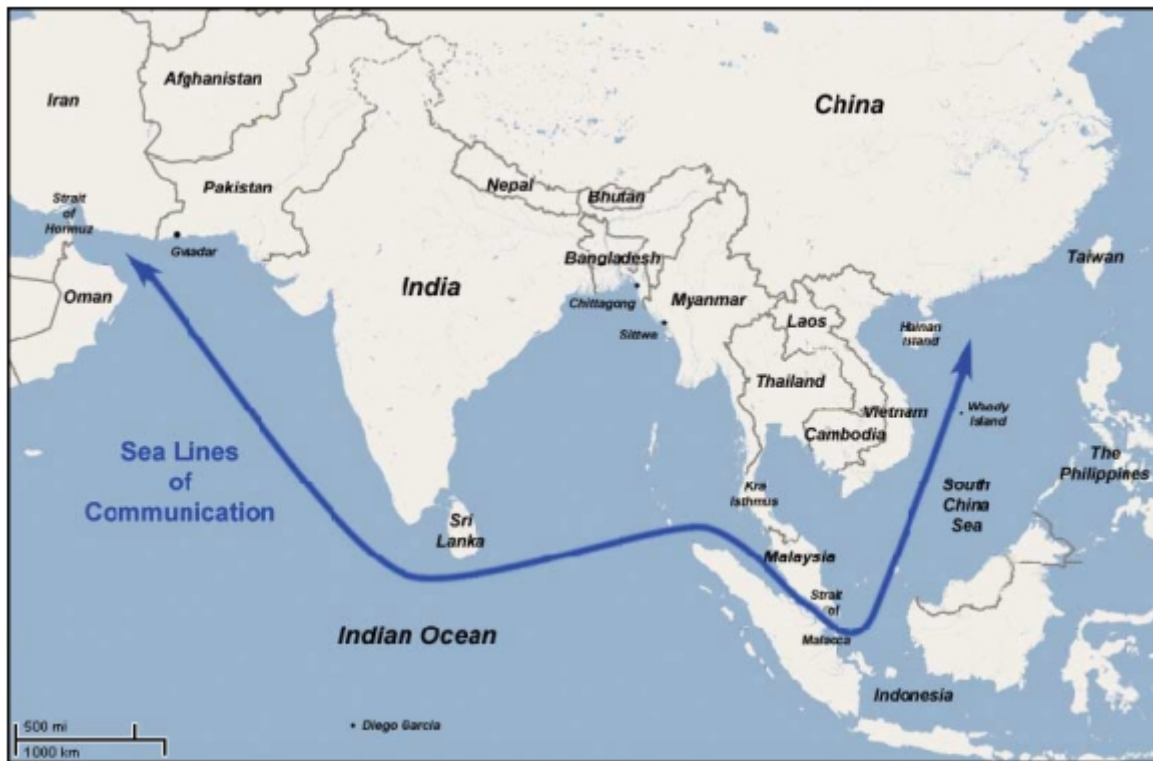 Afghanistan
Iran
China
Pakistan
Nepal
Bhutan
Strait
of
Hormuz
Gwadar
Bangladesh
Taiwan
Oman
India
Chittagong
Myanmar
Laos
Hainan
Island
Sittwe
Thailand
Vietnam
Woody
Island
Cambodia
Sea Lines
of
Communication
The
Philippines
Kra
Isthmus
South
China
Sea
Sri
Lanka
Malaysia
Strait
of
Malacca
Indian Ocean
Indonesia
Diego Garcia
500 mi
1000 km